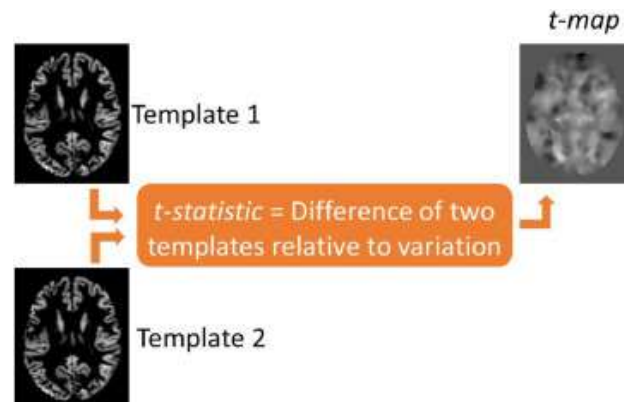 t-map
Template 1
t-statistic = Difference of two
templates relative to variation
Template 2